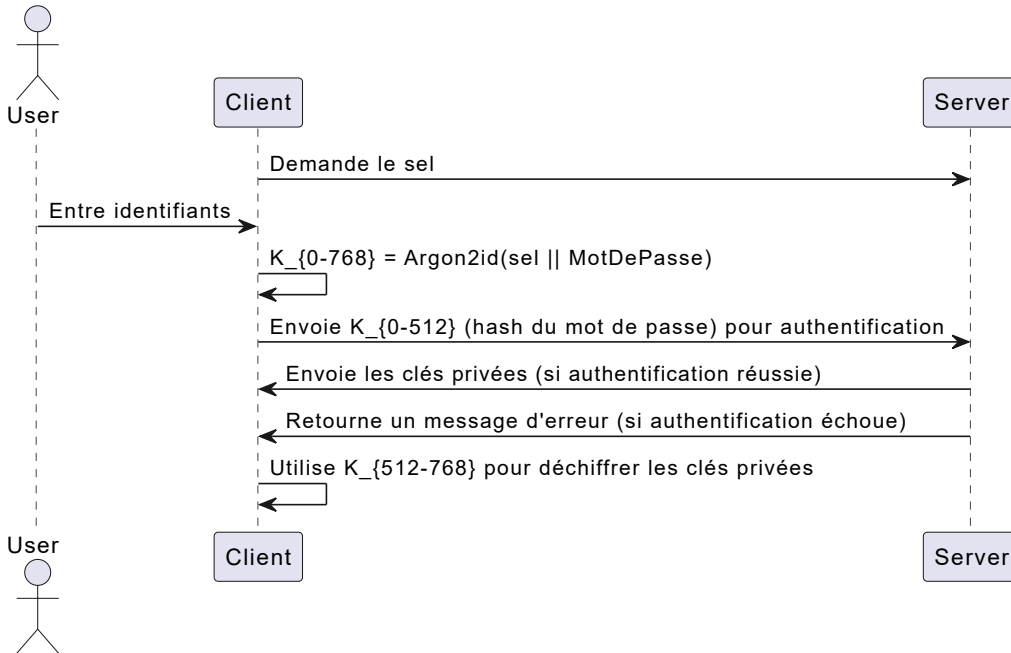 User
Client
Server
Demande le sel
Entre identifiants
K_{0-768} = Argon2id(sel || MotDePasse)
Envoie K_{0-512} (hash du mot de passe) pour authentification
Envoie les clés privées (si authentification réussie)
Retourne un message d'erreur (si authentification échoue)
Utilise K_{512-768} pour déchiffrer les clés privées
User
Client
Server